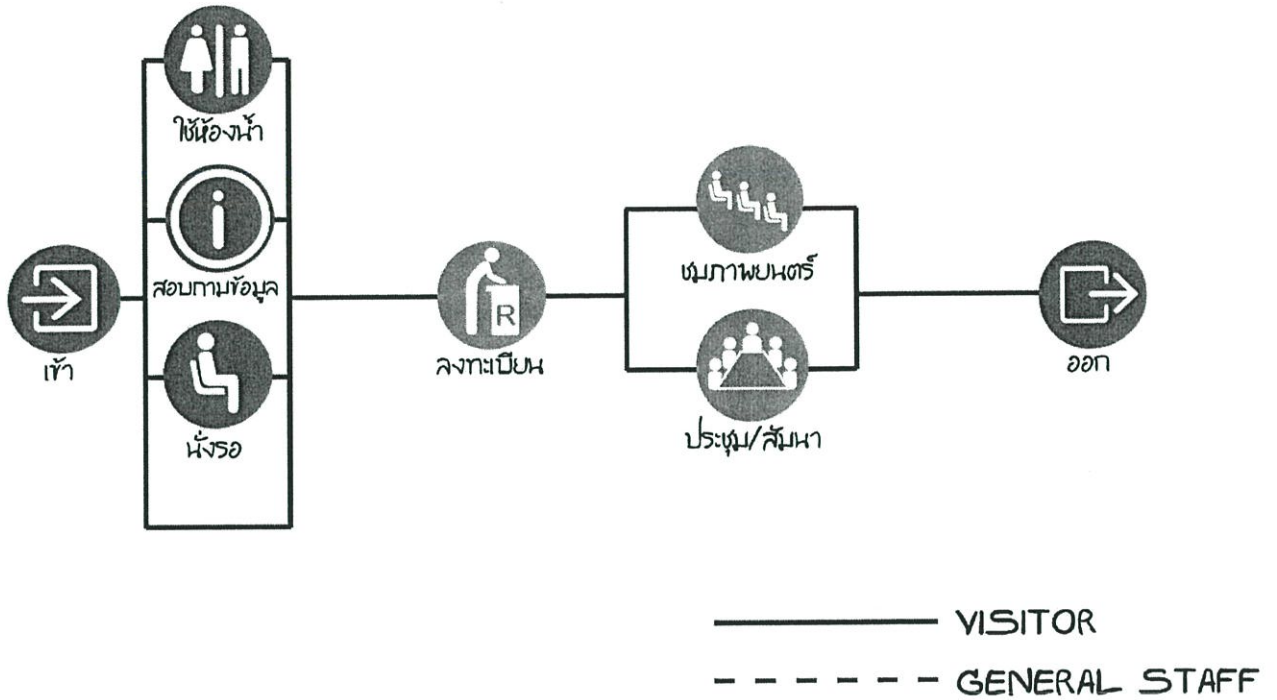 ใช้ห้องน้ำ
สอบถามข้อมูล
เข้า
นั่งรอ
R
ลงทะเบียน
ชมภาพยนตร์
ประชุม/สัมนา
ออก
VISITOR
GENERAL STAFF